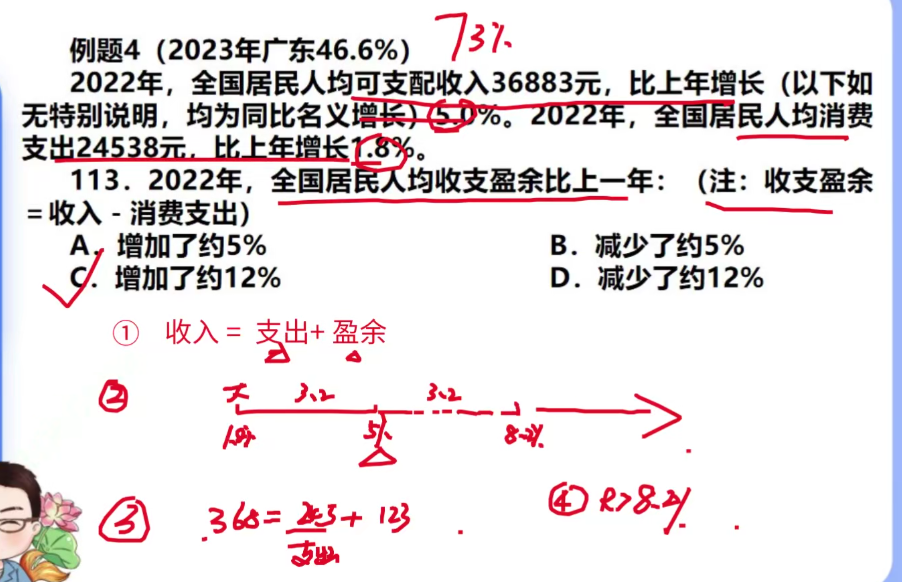 73%
例题4（2023年广东46.6%）
2022年，全国居民人均可支配收入36883元，比上年增长（以下如
无特别说明，均为同比名义增长）5.0%。2022年，全国居民人均消费
支出24538元，比上年增长1.8%。
113．2022年，全国居民人均收支盈余比上一年：（注：收支盈余
＝收入－消费支出）
A．增加了约5% B．减少了约5%
C．增加了约12% D．减少了约12%
① 收入 = 支出+ 盈余
② 大 3.2 3.2
1.8% 5% 8.2%
③ 368=243+123
支出
④ R>8.2%